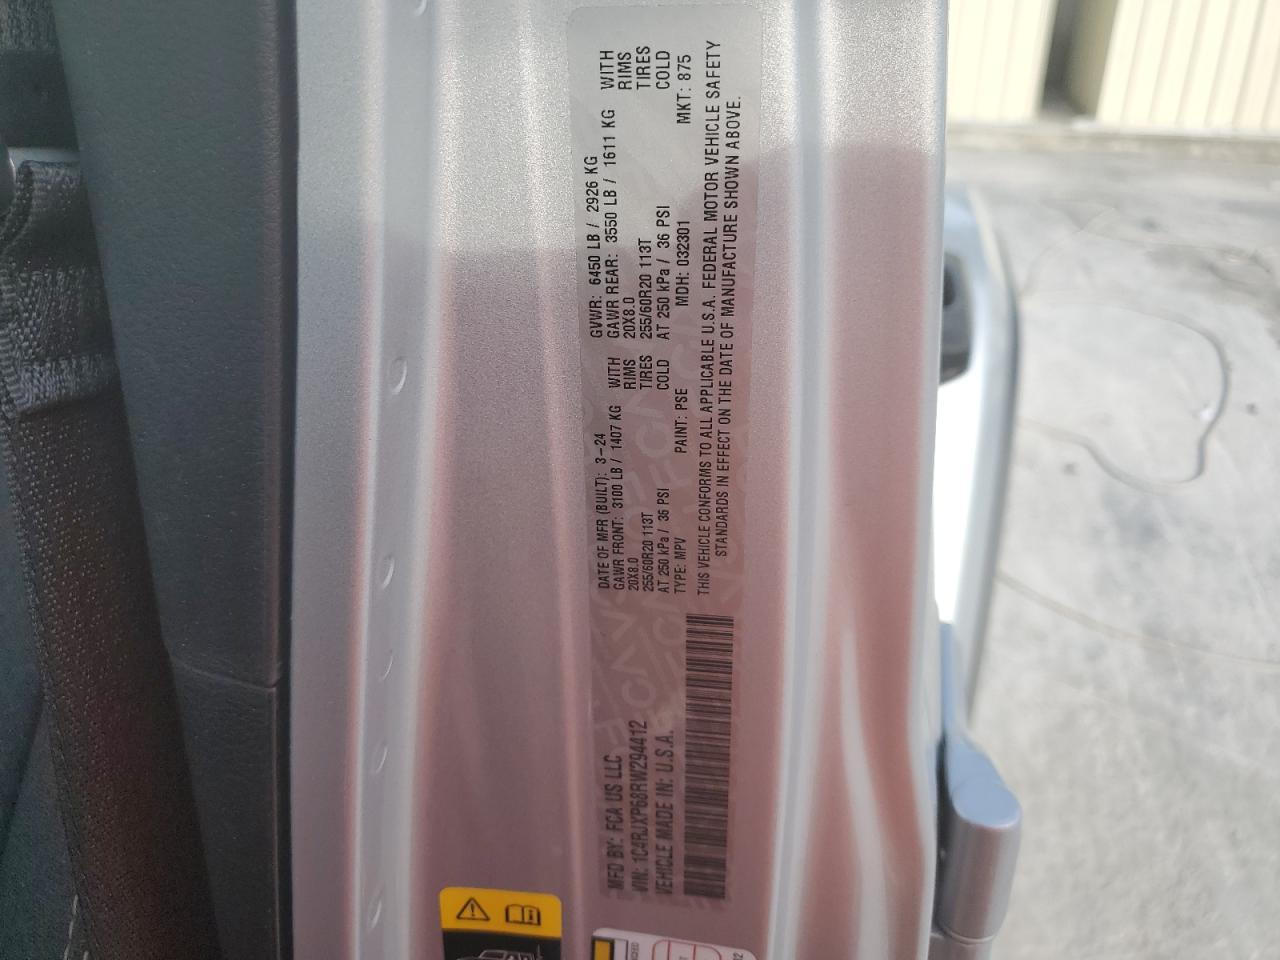 MFD BY: FCA US LLC
VIN: 1C4RJXP68RW294412
VEHICLE MADE IN: U.S.A.
DATE OF MFR (BUILT): 3-24 GVWR: 6450 LB / 2926 KG
GAWR FRONT: 3100 LB / 1407 KG WITH GAWR REAR: 3550 LB / 1611 KG WITH
20X8.0 RIMS 20X8.0 RIMS
255/60R20 113T TIRES 255/60R20 113T TIRES
AT 250 kPa / 36 PSI COLD AT 250 kPa / 36 PSI COLD
TYPE: MPV PAINT: PSE MDH: 032301 MKT: 875
THIS VEHICLE CONFORMS TO ALL APPLICABLE U.S.A. FEDERAL MOTOR VEHICLE SAFETY
STANDARDS IN EFFECT ON THE DATE OF MANUFACTURE SHOWN ABOVE.